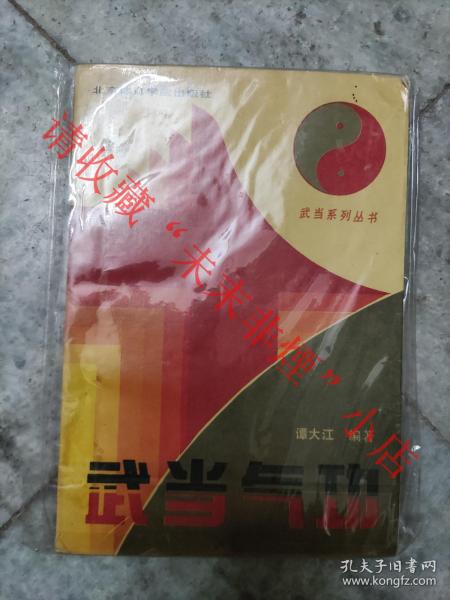 北京体育学院出版社
武当系列丛书
请收藏“未末非烟”小店
谭大江 编著
武当气功
孔夫子旧书网
www.kongfz.com